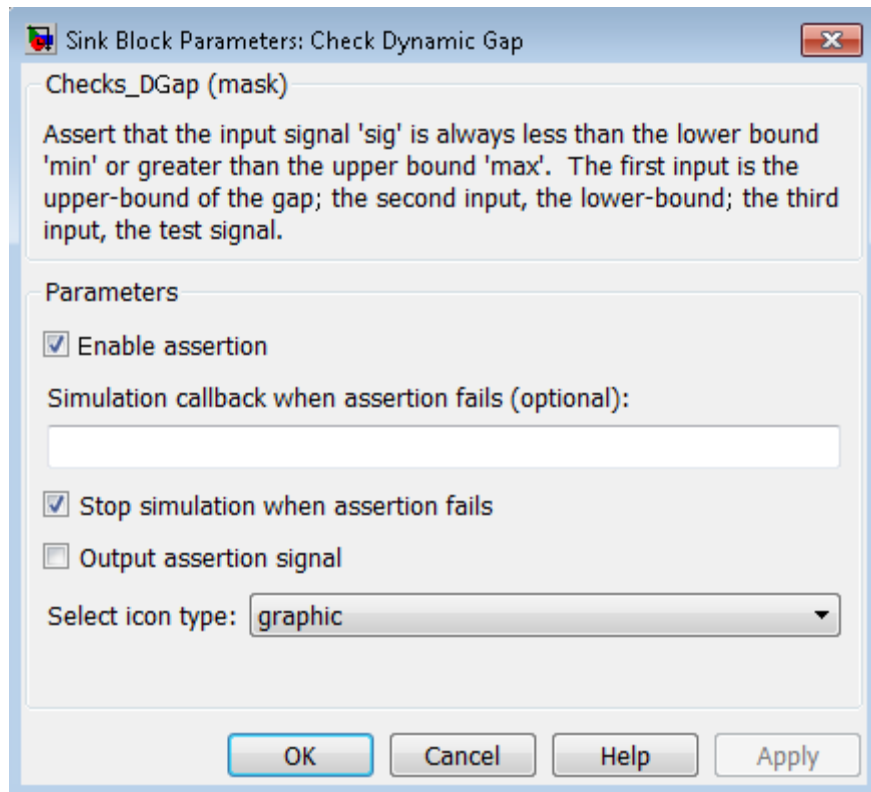 Sink Block Parameters: Check Dynamic Gap
Checks_DGap (mask)
Assert that the input signal 'sig' is always less than the lower bound
'min' or greater than the upper bound 'max'.  The first input is the
upper-bound of the gap; the second input, the lower-bound; the third
input, the test signal.
Parameters
Enable assertion
Simulation callback when assertion fails (optional):
Stop simulation when assertion fails
Output assertion signal
Select icon type: graphic
OK Cancel Help Apply